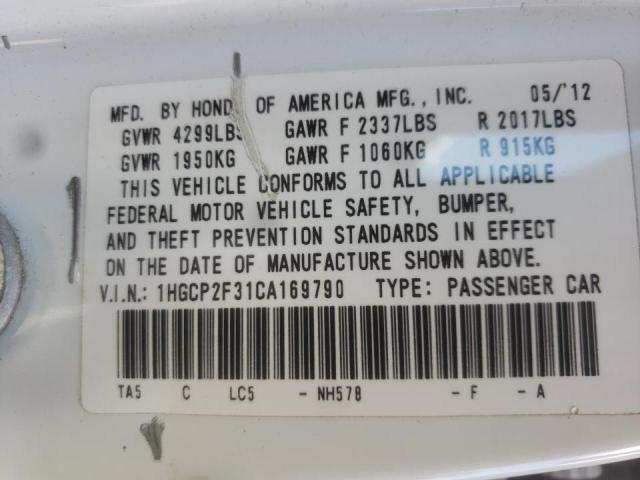 MFD. BY HONDA OF AMERICA MFG., INC. 05/'12
GVWR 4299LBS GAWR F 2337LBS R 2017LBS
GVWR 1950KG GAWR F 1060KG R 915KG
THIS VEHICLE CONFORMS TO ALL APPLICABLE
FEDERAL MOTOR VEHICLE SAFETY, BUMPER,
AND THEFT PREVENTION STANDARDS IN EFFECT
ON THE DATE OF MANUFACTURE SHOWN ABOVE.
V.I.N.: 1HGCP2F31CA169790 TYPE: PASSENGER CAR
TA5 C LC5 - NH578 - F - A